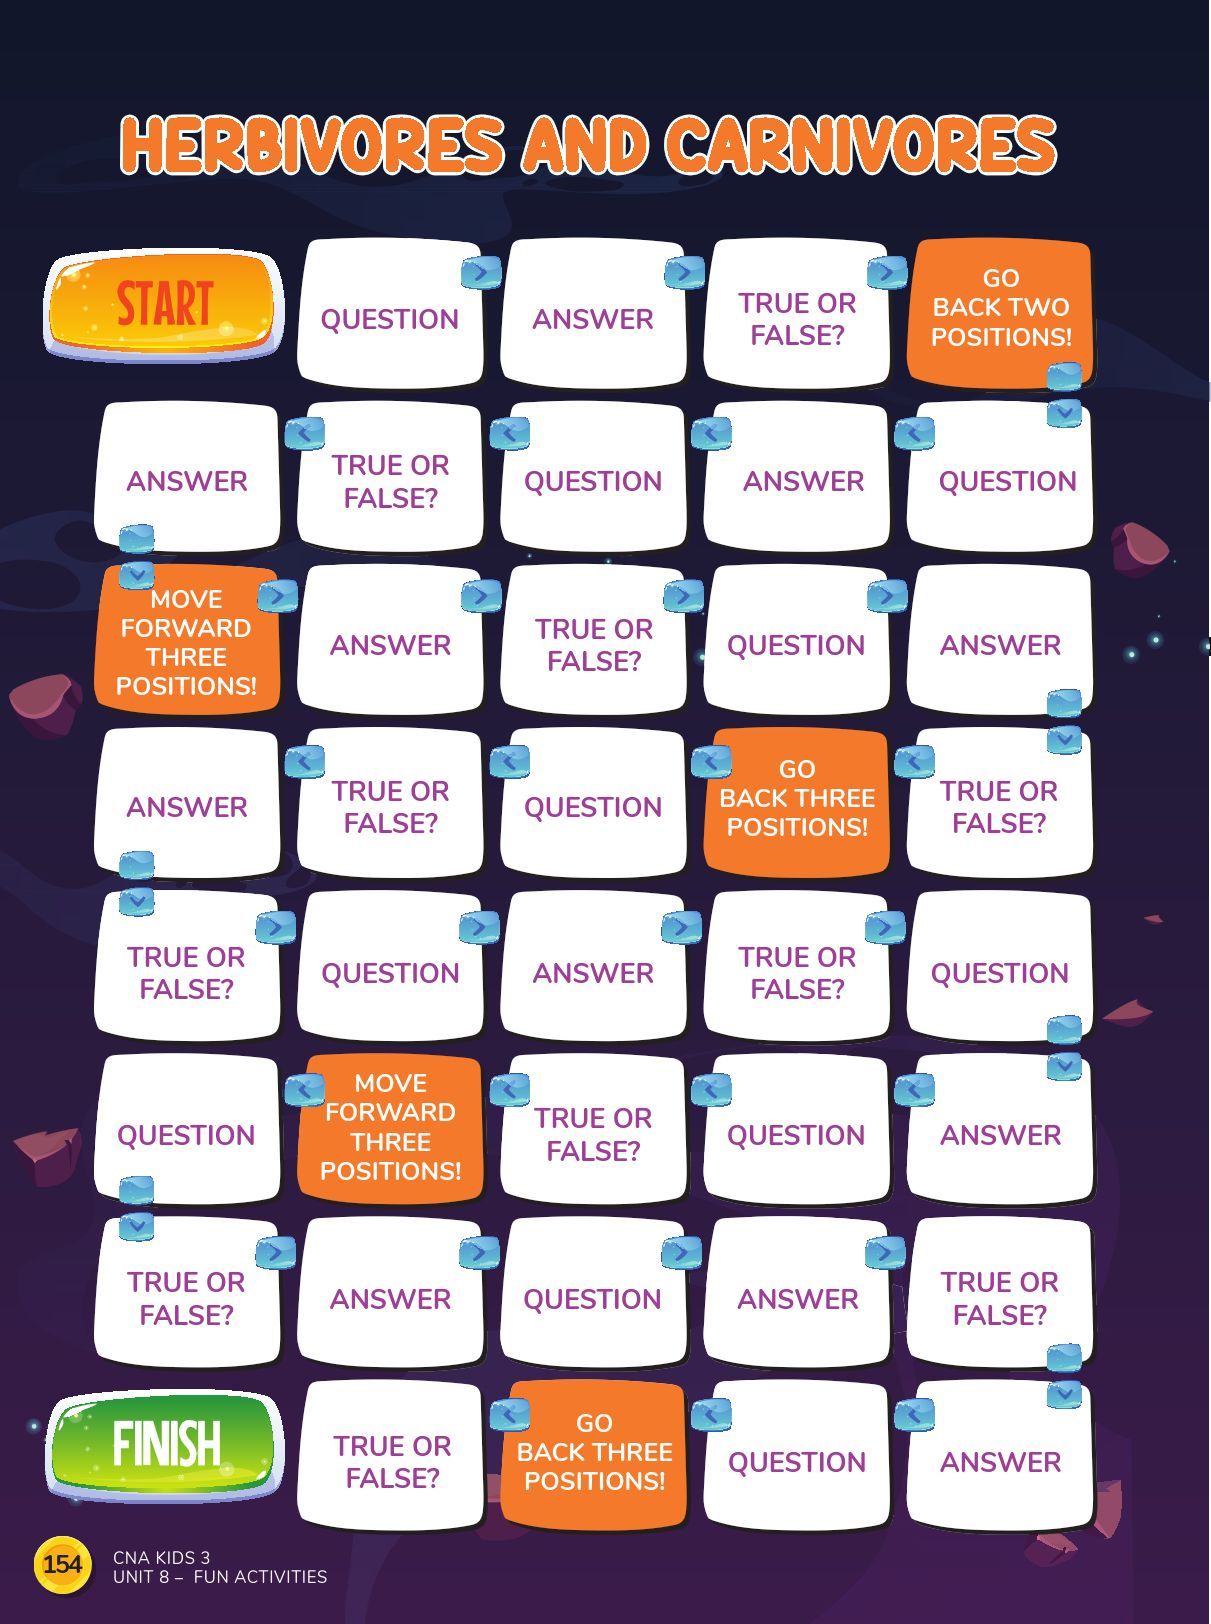 HERBIVORES AND CARNIVORES
START
QUESTION
ANSWER
TRUE OR
FALSE?
GO
BACK TWO
POSITIONS!
ANSWER
TRUE OR
FALSE?
QUESTION
ANSWER
QUESTION
MOVE
FORWARD
THREE
POSITIONS!
ANSWER
TRUE OR
FALSE?
QUESTION
ANSWER
ANSWER
TRUE OR
FALSE?
QUESTION
GO
BACK THREE
POSITIONS!
TRUE OR
FALSE?
TRUE OR
FALSE?
QUESTION
ANSWER
TRUE OR
FALSE?
QUESTION
QUESTION
MOVE
FORWARD
THREE
POSITIONS!
TRUE OR
FALSE?
QUESTION
ANSWER
TRUE OR
FALSE?
ANSWER
QUESTION
ANSWER
TRUE OR
FALSE?
FINISH
TRUE OR
FALSE?
GO
BACK THREE
POSITIONS!
QUESTION
ANSWER
154
CNA KIDS 3
UNIT 8 – FUN ACTIVITIES